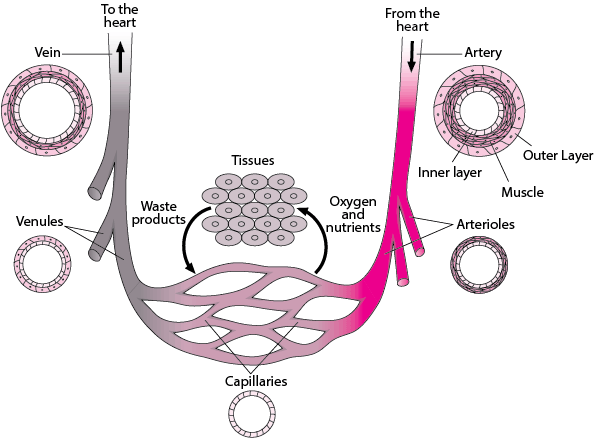 To the
heart
From the
heart
Vein
Artery
Outer Layer
Inner layer
Muscle
Tissues
Waste
products
Oxygen
and
nutrients
Venules
Arterioles
Capillaries